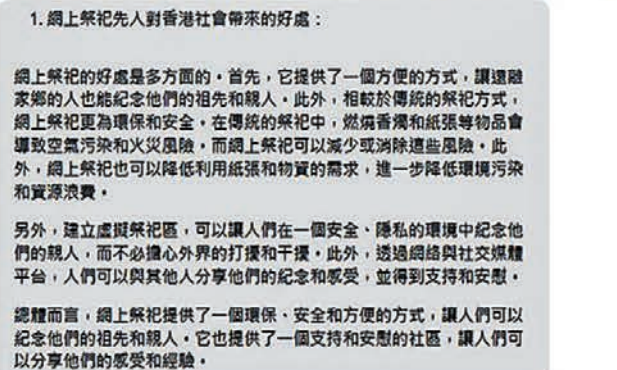 1. 網上祭祀先人對香港社會帶來的好處：
網上祭祀的好處是多方面的。首先，它提供了一個方便的方式，讓遠離
家鄉的人也能紀念他們的祖先和親人。此外，相較於傳統的祭祀方式，
網上祭祀更為環保和安全。在傳統的祭祀中，燃燒香燭和紙張等物品會
導致空氣污染和火災風險。而網上祭祀可以減少或消除這些風險。此
外，網上祭祀也可以降低利用紙張和物資的需求，進一步降低環境污染
和資源浪費。
另外，建立虛擬祭祀區，可以讓人們在一個安全、隱私的環境中紀念他
們的親人，而不必擔心外界的打擾和干擾。此外，透過網絡與社交媒體
平台，人們可以與其他人分享他們的紀念和感受，並得到支持和安慰。
總體而言，網上祭祀提供了一個環保、安全和方便的方式，讓人們可以
紀念他們的祖先和親人。它也提供了一個支持和安慰的社區，讓人們可
以分享他們的感受和經驗。